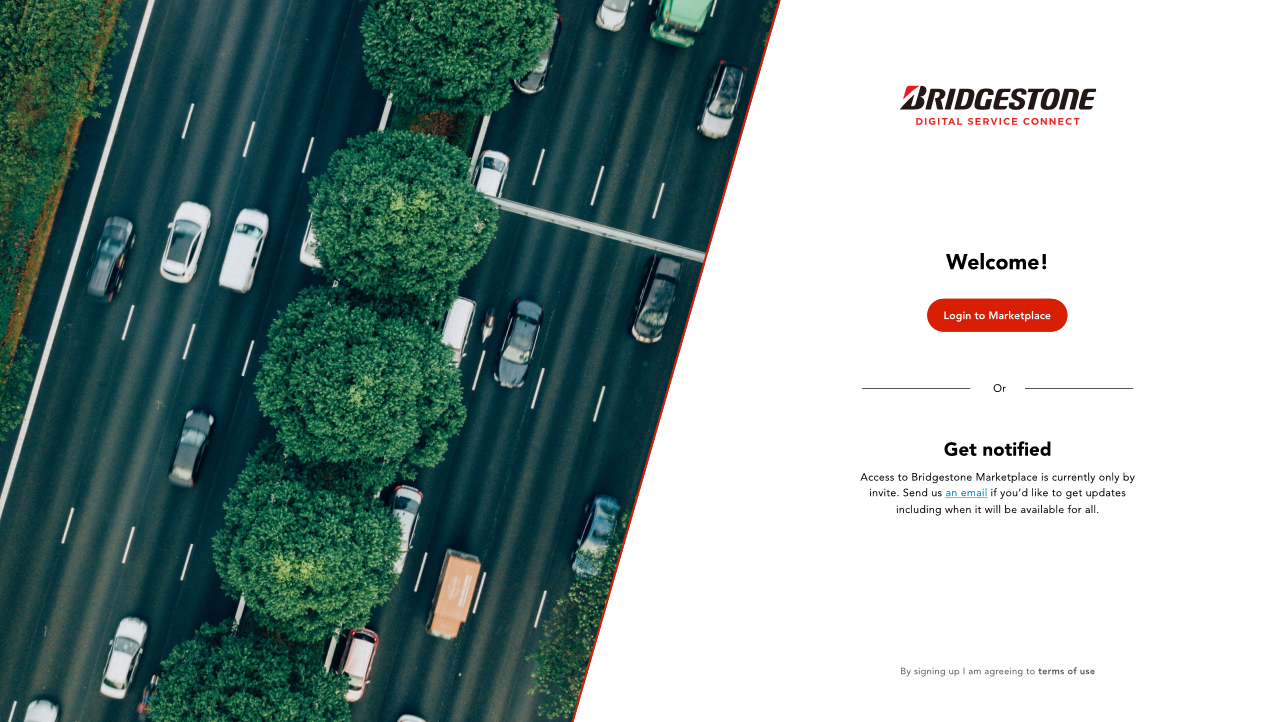 BRIDGESTONE
DIGITAL SERVICE CONNECT
Welcome!
Login to Marketplace
Or
Get notified
Access to Bridgestone Marketplace is currently only by
invite. Send us an email if you’d like to get updates
including when it will be available for all.
By signing up I am agreeing to terms of use